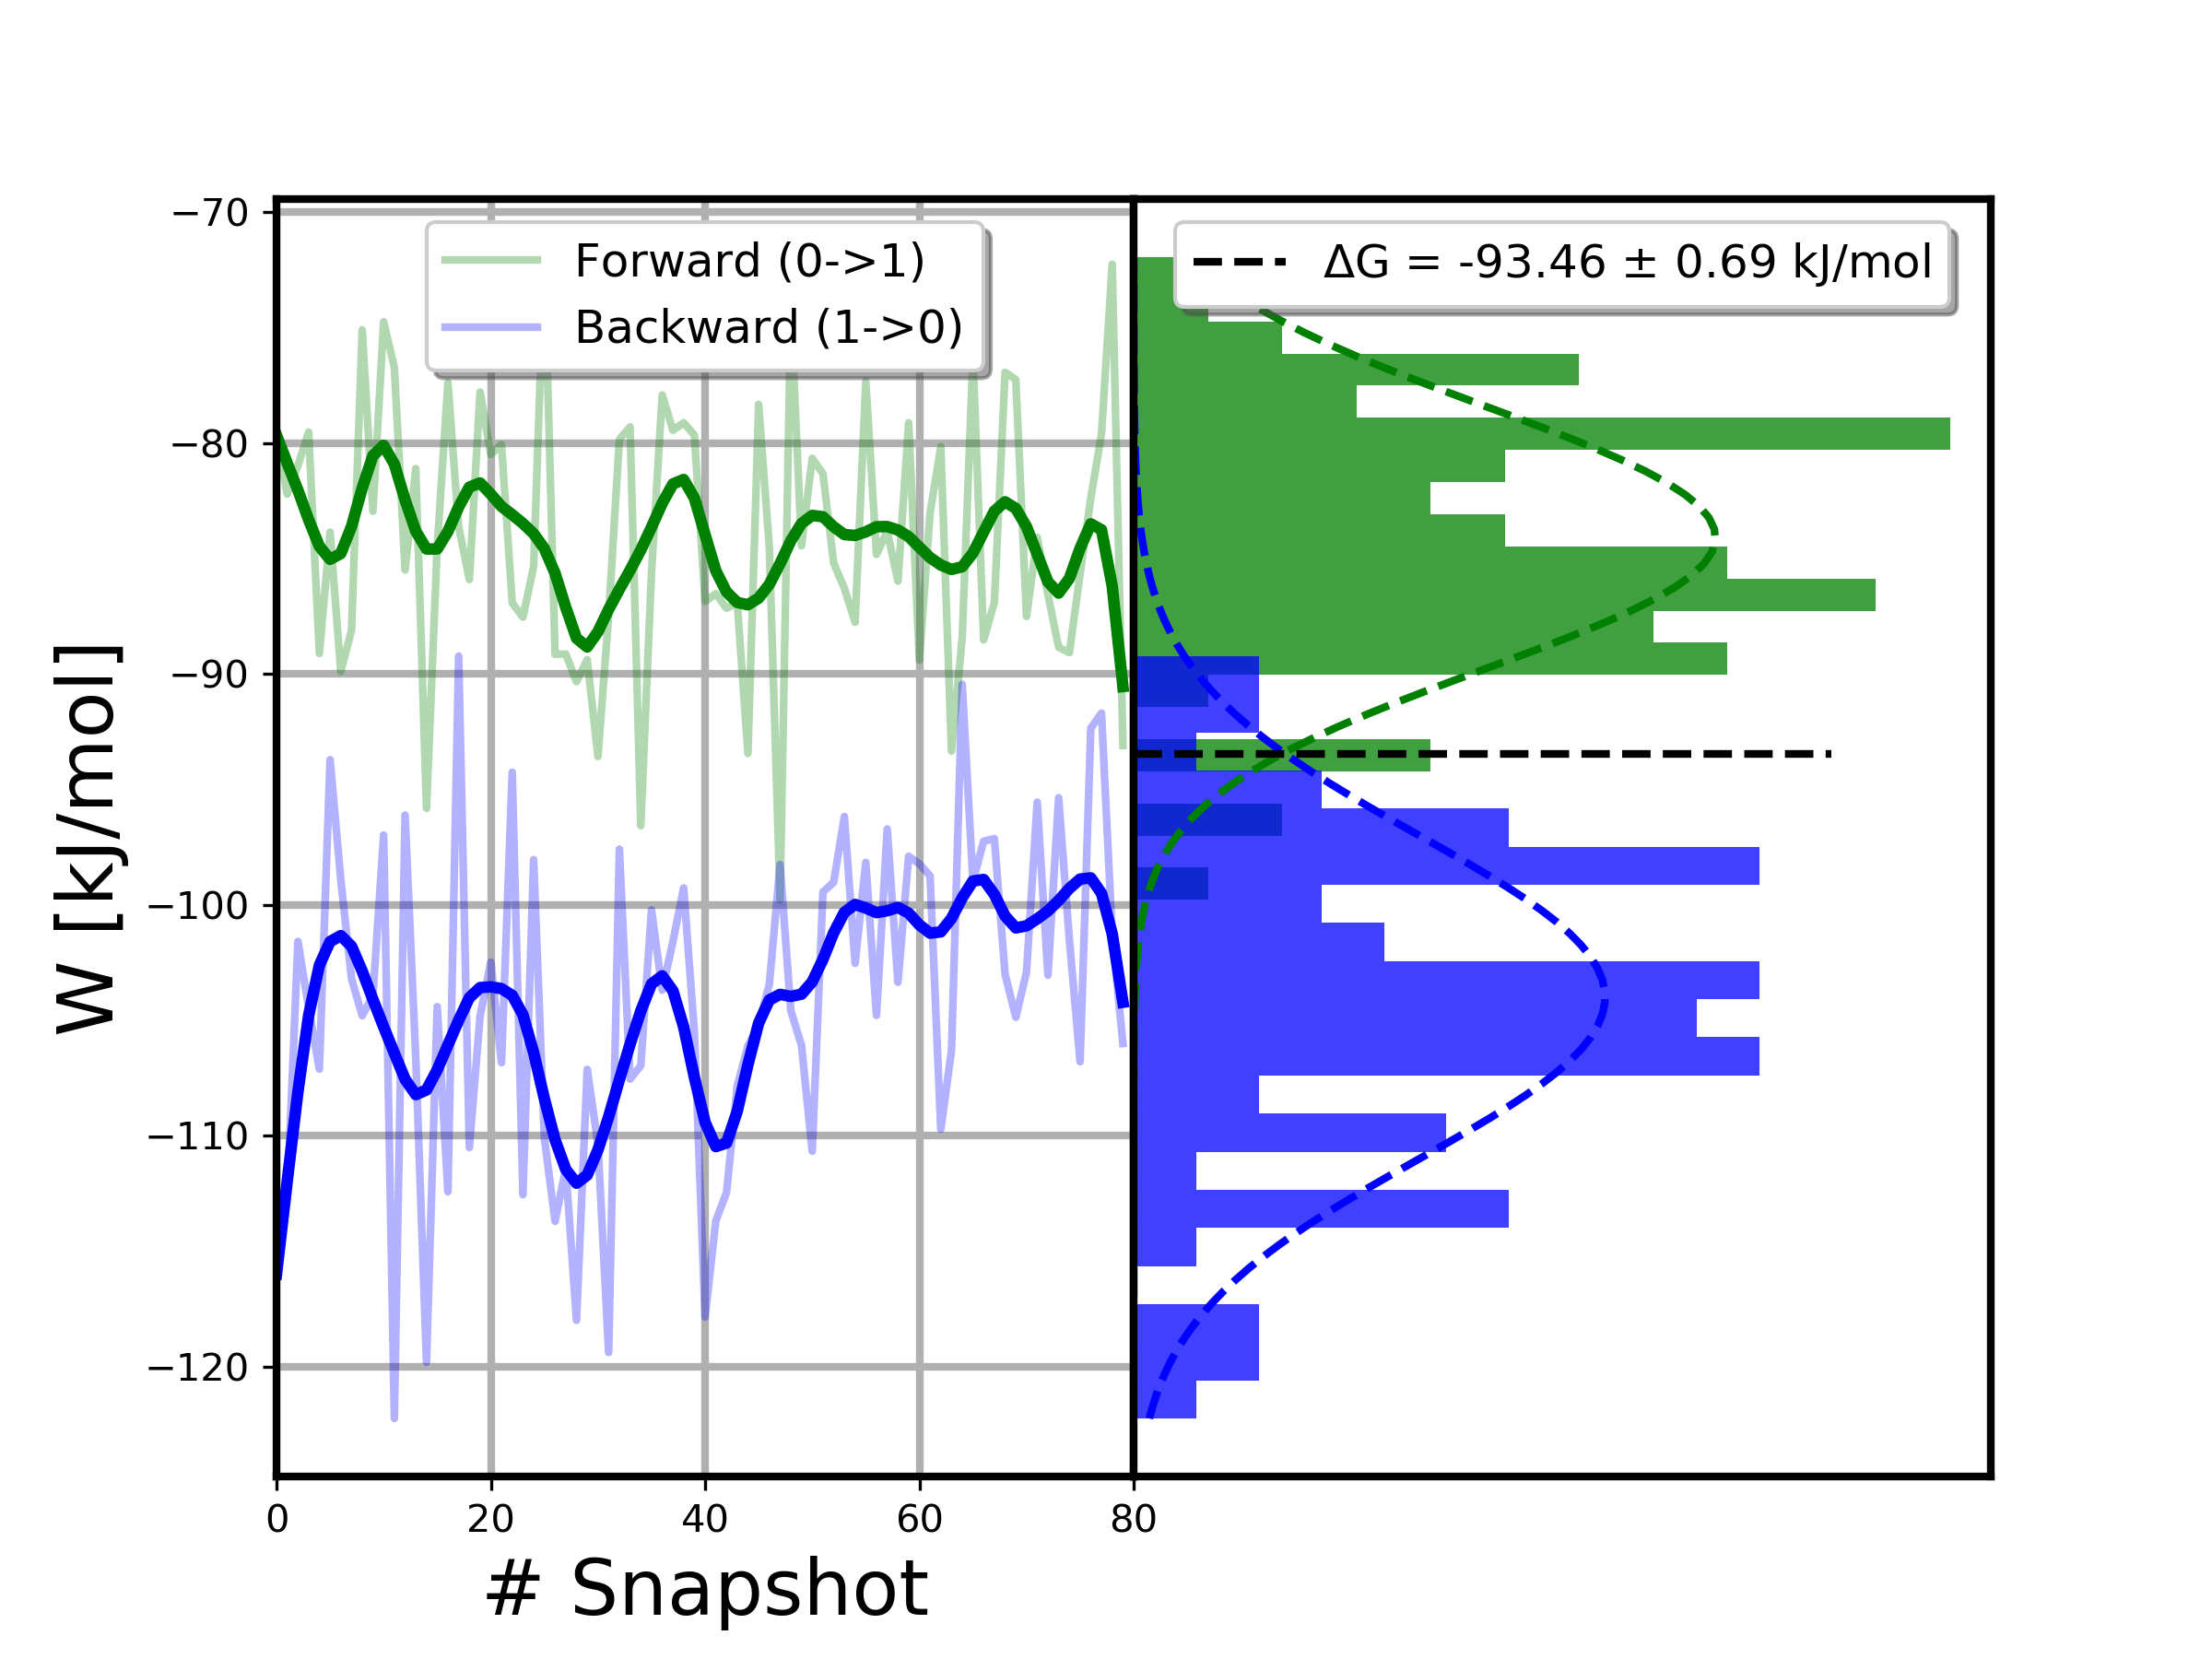 Forward (0->1)
Backward (1->0)
ΔG = -93.46 ± 0.69 kJ/mol
W [kJ/mol]
−70
−80
−90
−100
−110
−120
0
20
40
60
80
# Snapshot